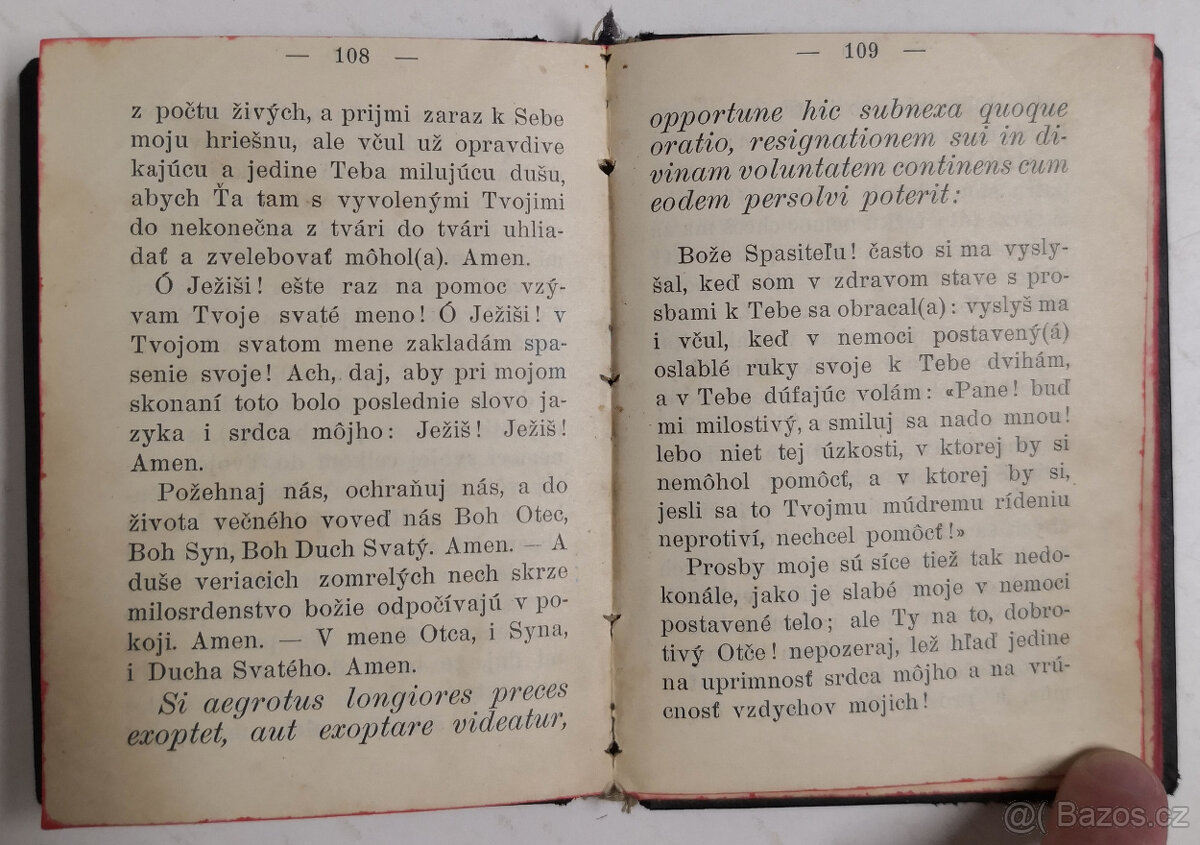 — 108 —
z počtu živých, a prijmi zaraz k Sebe
moju hriešnu, ale včul už opravdive
kajúcu a jedine Teba milujúcu dušu,
abych Ťa tam s vyvolenými Tvojimi
do nekonečna z tvári do tvári uhlia-
dať a zvelebovať môhol(a). Amen.
Ó Ježiši! ešte raz na pomoc vzý-
vam Tvoje svaté meno! Ó Ježiši! v
Tvojom svatom mene zakladám spa-
senie svoje! Ach, daj, aby pri mojom
skonaní toto bolo poslednie slovo ja-
zyka i srdca môjho: Ježiš! Ježiš!
Amen.
Požehnaj nás, ochraňuj nás, a do
života večného voveď nás Boh Otec,
Boh Syn, Boh Duch Svatý. Amen. — A
duše veriacich zomrelých nech skrze
milosrdenstvo božie odpočívajú v po-
koji. Amen. — V mene Otca, i Syna,
i Ducha Svatého. Amen.
Si aegrotus longiores preces
exoptet, aut exoptare videatur,
— 109 —
opportune hic subnexa quoque
oratio, resignationem sui in di-
vinam voluntatem continens cum
eodem persolvi poterit:
Bože Spasiteľu! často si ma vysly-
šal, keď som v zdravom stave s pro-
sbami k Tebe sa obracal(a): vyslyš ma
i včul, keď v nemoci postavený(á)
oslablé ruky svoje k Tebe dvihám,
a v Tebe dúfajúc volám: «Pane! buď
mi milostivý, a smiluj sa nado mnou!
lebo niet tej úzkosti, v ktorej by si
nemôhol pomôcť, a v ktorej by si,
jesli sa to Tvojmu múdremu rídeniu
neprotiví, nechcel pomôcť!»
Prosby moje sú síce tiež tak nedo-
konále, jako je slabé moje v nemoci
postavené telo; ale Ty na to, dobro-
tivý Otče! nepozeraj, lež hľaď jedine
na uprimnosť srdca môjho a na vrú-
cnosť vzdychov mojich!
@( Bazos.cz